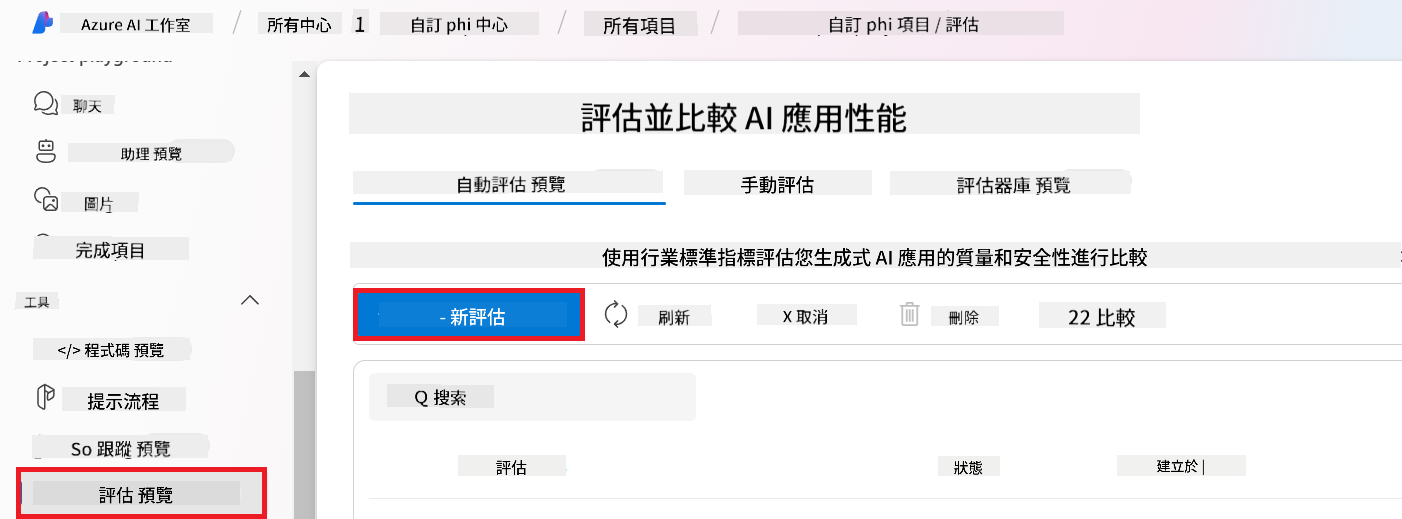 Azure AI 工作室 / 所有中心 1 自訂 phi 中心 / 所有項目 / 自訂 phi 項目 / 評估
Project playground
聊天
助理 預覽
圖片
完成項目
工具
</> 程式碼 預覽
提示流程
So 跟蹤 預覽
評估 預覽
評估並比較 AI 應用性能
自動評估 預覽 手動評估 評估器庫 預覽
使用行業標準指標評估您生成式 AI 應用的質量和安全性進行比較
- 新評估 刷新 X 取消 刪除 22 比較
Q 搜索
評估 狀態 建立於 |